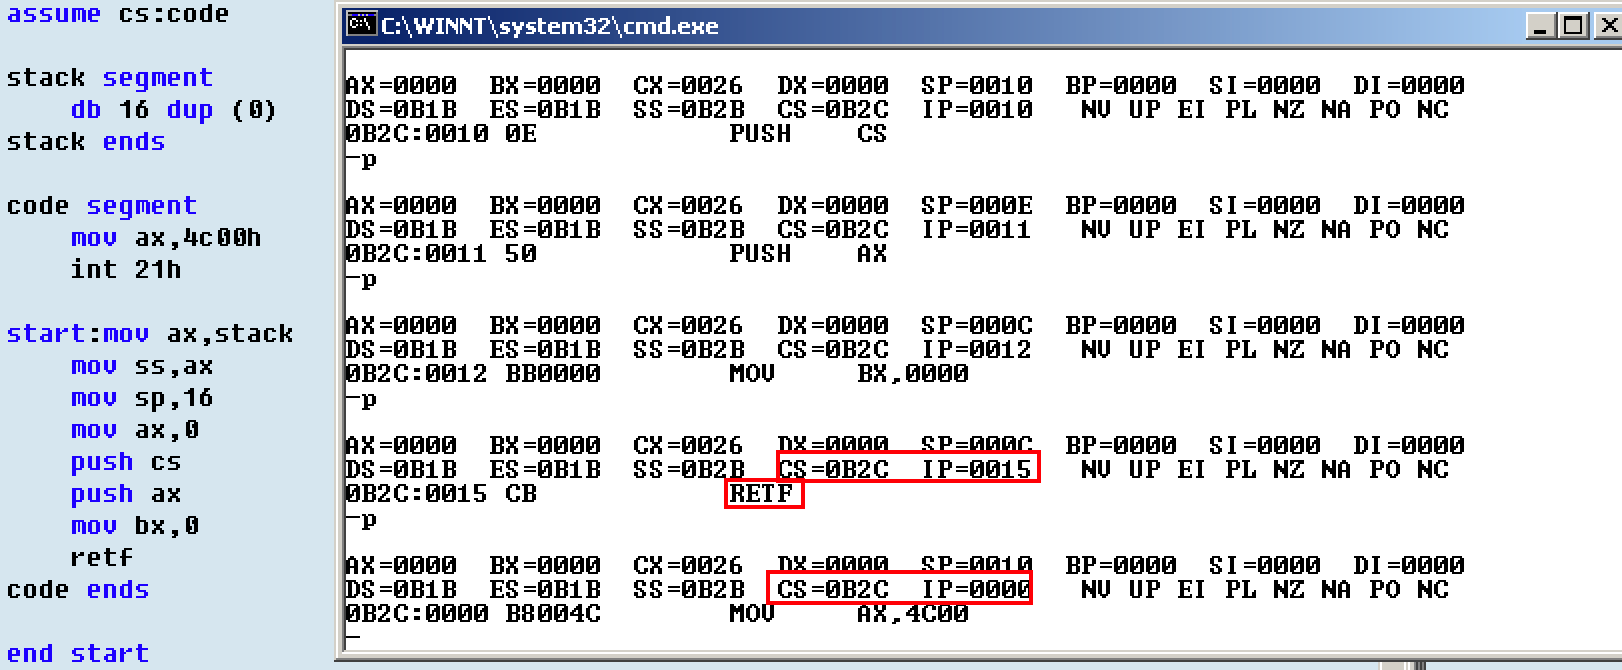 assume cs:code
stack segment
db 16 dup (0)
stack ends
code segment
mov ax,4c00h
int 21h
start:mov ax,stack
mov ss,ax
mov sp,16
mov ax,0
push cs
push ax
mov bx,0
retf
code ends
end start
C:\WINNT\system32\cmd.exe
AX=0000 BX=0000 CX=0026 DX=0000 SP=0010 BP=0000 SI=0000 DI=0000
DS=0B1B ES=0B1B SS=0B2B CS=0B2C IP=0010 NV UP EI PL NZ NA PO NC
0B2C:0010 0E PUSH CS
-p
AX=0000 BX=0000 CX=0026 DX=0000 SP=000E BP=0000 SI=0000 DI=0000
DS=0B1B ES=0B1B SS=0B2B CS=0B2C IP=0011 NV UP EI PL NZ NA PO NC
0B2C:0011 50 PUSH AX
-p
AX=0000 BX=0000 CX=0026 DX=0000 SP=000C BP=0000 SI=0000 DI=0000
DS=0B1B ES=0B1B SS=0B2B CS=0B2C IP=0012 NV UP EI PL NZ NA PO NC
0B2C:0012 BB0000 MOV BX,0000
-p
AX=0000 BX=0000 CX=0026 DX=0000 SP=000C BP=0000 SI=0000 DI=0000
DS=0B1B ES=0B1B SS=0B2B CS=0B2C IP=0015 NV UP EI PL NZ NA PO NC
0B2C:0015 CB RETF
-p
AX=0000 BX=0000 CX=0026 DX=0000 SP=0010 BP=0000 SI=0000 DI=0000
DS=0B1B ES=0B1B SS=0B2B CS=0B2C IP=0000 NV UP EI PL NZ NA PO NC
0B2C:0000 B8004C MOV AX,4C00
-